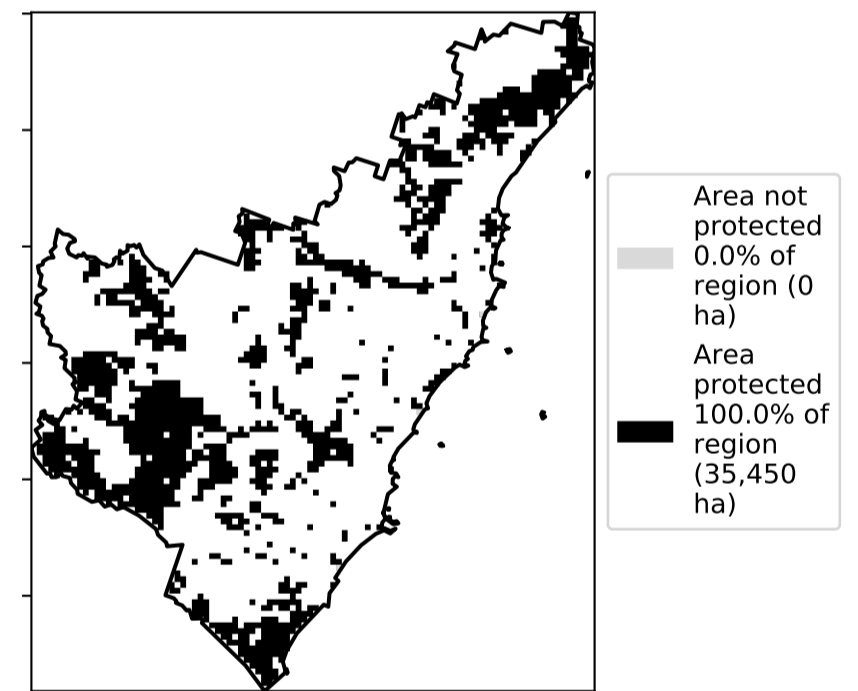 Area not
protected
0.0% of
region (0
ha)
Area
protected
100.0% of
region
(35,450
ha)